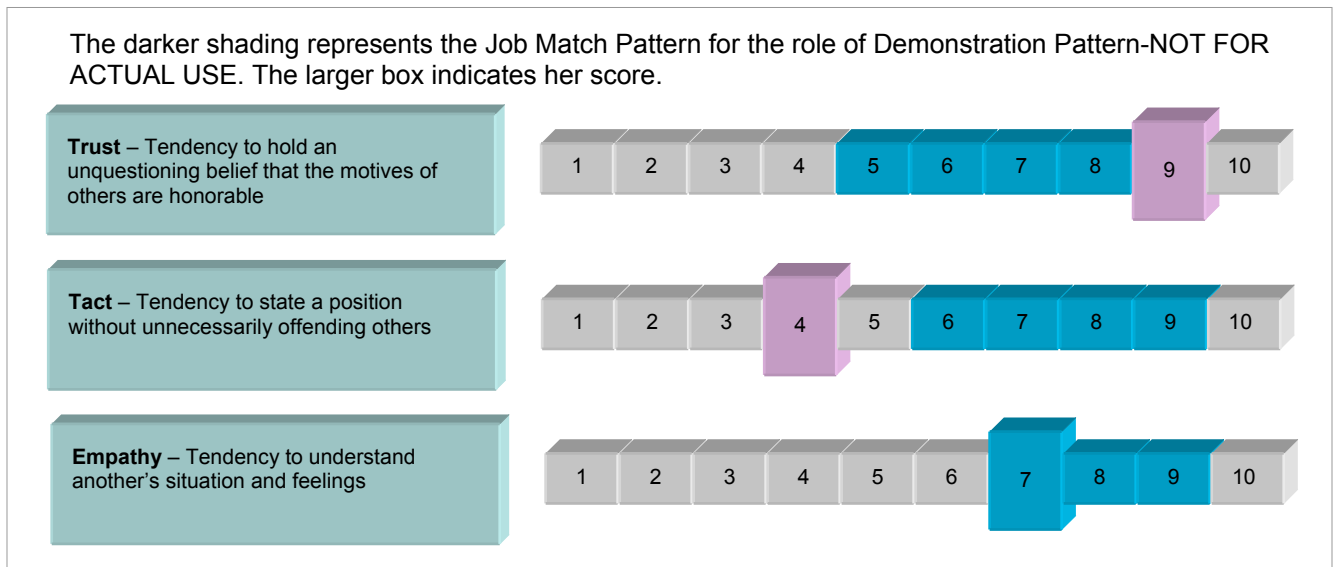 The darker shading represents the Job Match Pattern for the role of Demonstration Pattern-NOT FOR
ACTUAL USE. The larger box indicates her score.
Trust – Tendency to hold an
unquestioning belief that the motives of
others are honorable
1 2 3 4 5 6 7 8 9 10
Tact – Tendency to state a position
without unnecessarily offending others
1 2 3 4 5 6 7 8 9 10
Empathy – Tendency to understand
another’s situation and feelings
1 2 3 4 5 6 7 8 9 10